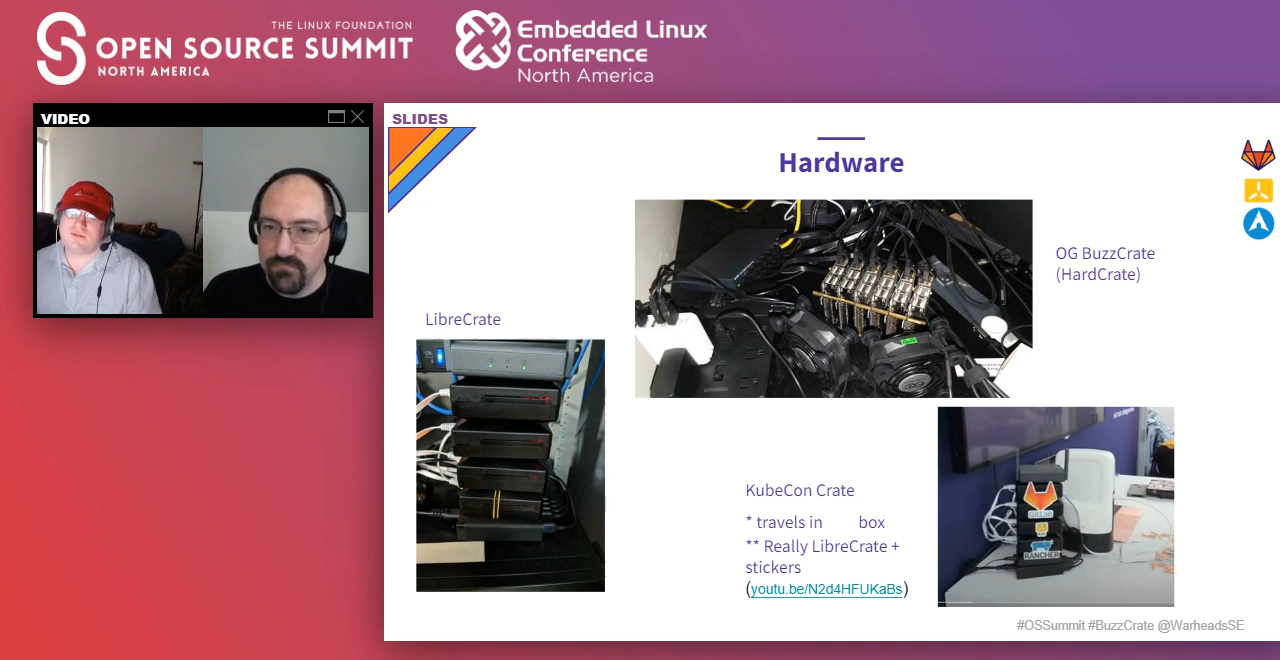 THE LINUX FOUNDATION
OPEN SOURCE SUMMIT
NORTH AMERICA
Embedded Linux
Conference
North America
VIDEO
SLIDES
Hardware
OG BuzzCrate
(HardCrate)
LibreCrate
KubeCon Crate
* travels in box
** Really LibreCrate +
stickers
(youtu.be/N2d4HFUKaBs)
RANCHER
#OSSummit #BuzzCrate @WarheadsSE